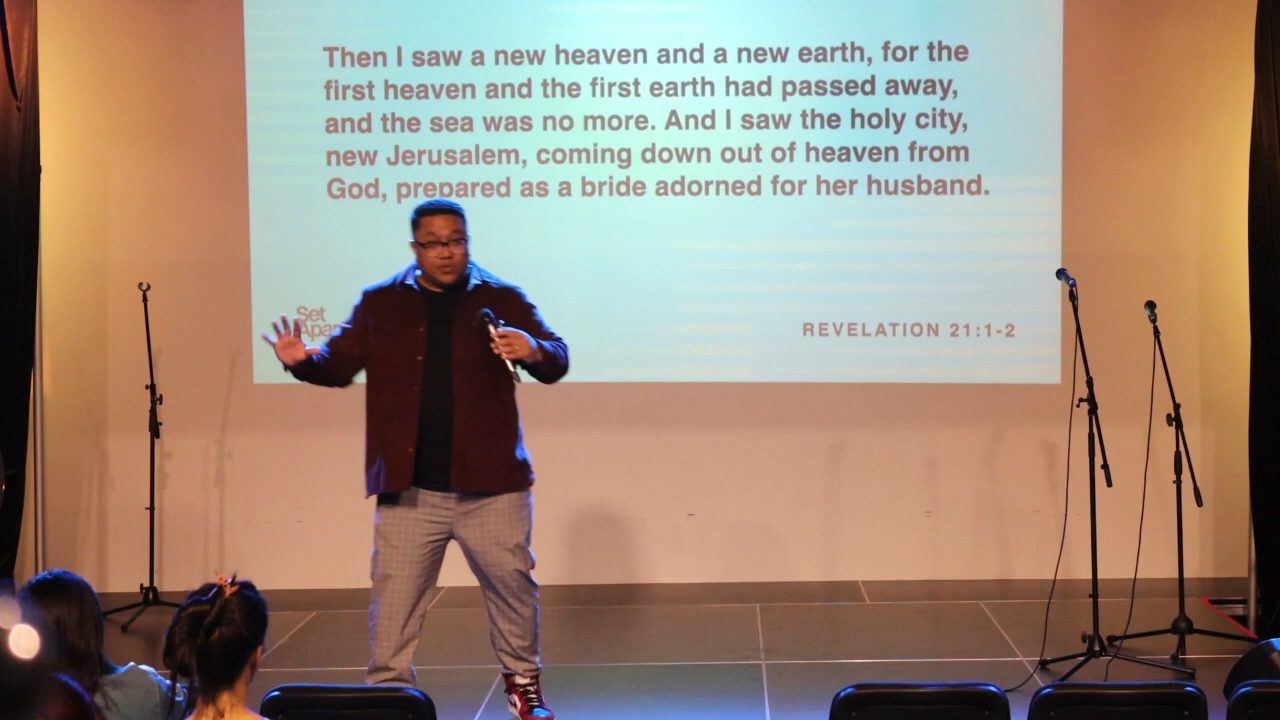 Then I saw a new heaven and a new earth, for the
first heaven and the first earth had passed away,
and the sea was no more. And I saw the holy city,
new Jerusalem, coming down out of heaven from
God, prepared as a bride adorned for her husband.
Set
Apar
REVELATION 21:1-2